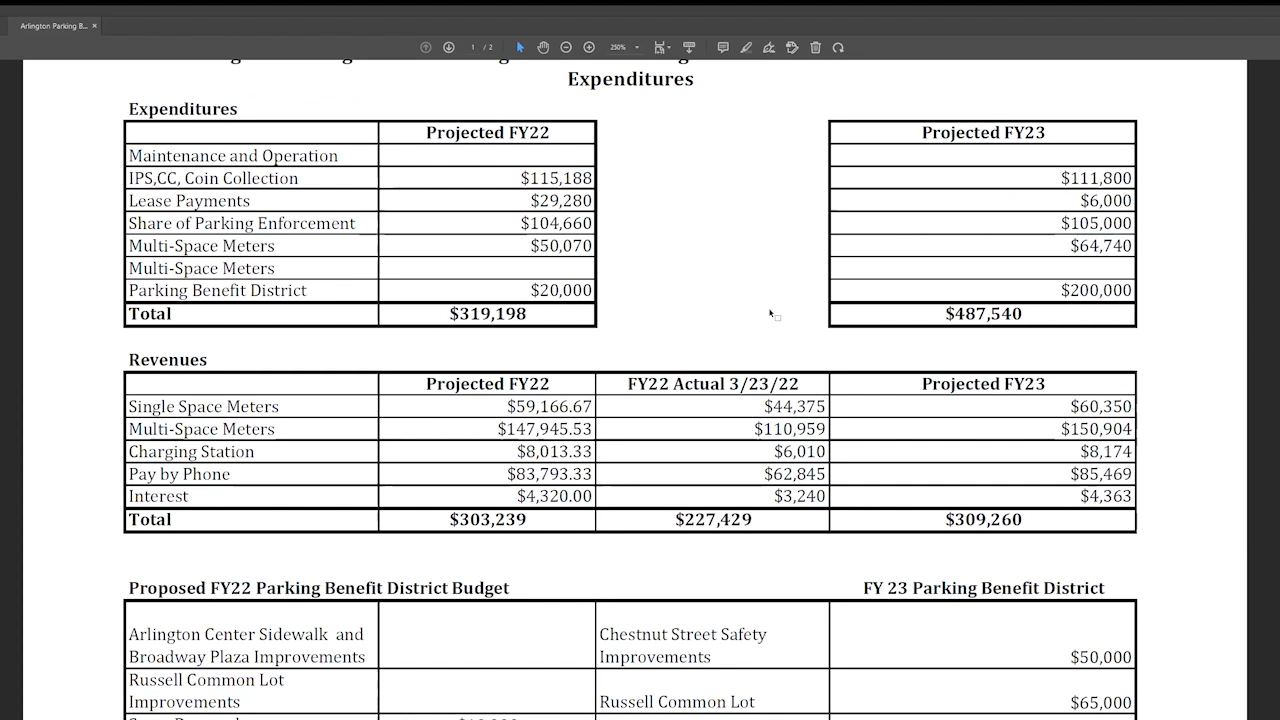 Arlington Parking B... ×
1 / 2 250%
Expenditures
Expenditures
Projected FY22 Projected FY23
Maintenance and Operation
IPS,CC, Coin Collection $115,188 $111,800
Lease Payments $29,280 $6,000
Share of Parking Enforcement $104,660 $105,000
Multi-Space Meters $50,070 $64,740
Multi-Space Meters
Parking Benefit District $20,000 $200,000
Total $319,198 $487,540
Revenues
Projected FY22 FY22 Actual 3/23/22 Projected FY23
Single Space Meters $59,166.67 $44,375 $60,350
Multi-Space Meters $147,945.53 $110,959 $150,904
Charging Station $8,013.33 $6,010 $8,174
Pay by Phone $83,793.33 $62,845 $85,469
Interest $4,320.00 $3,240 $4,363
Total $303,239 $227,429 $309,260
Proposed FY22 Parking Benefit District Budget FY 23 Parking Benefit District
Arlington Center Sidewalk and Chestnut Street Safety
Broadway Plaza Improvements Improvements $50,000
Russell Common Lot
Improvements Russell Common Lot $65,000